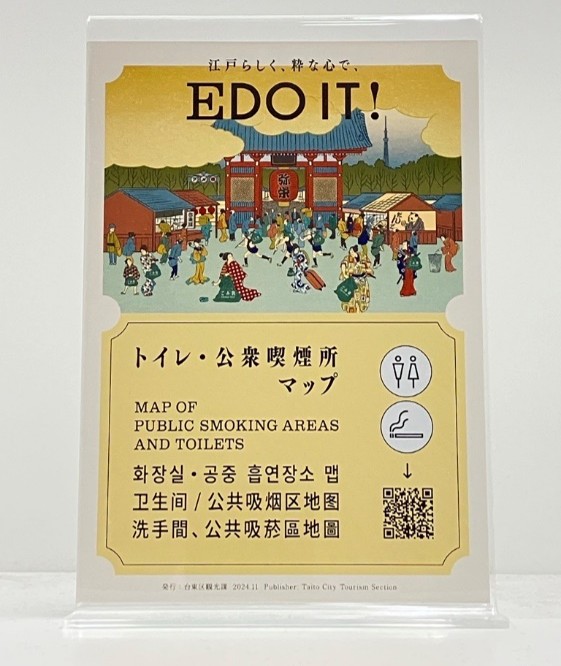 江戸らしく、粋な心で、
EDO IT!
弥栄
トイレ・公衆喫煙所
マップ
MAP OF
PUBLIC SMOKING AREAS
AND TOILETS
화장실・공중 흡연장소 맵
卫生间 / 公共吸烟区地图
洗手間、公共吸菸區地圖
↓
発行：台東区観光課 2024.11 Publisher: Taito City Tourism Section